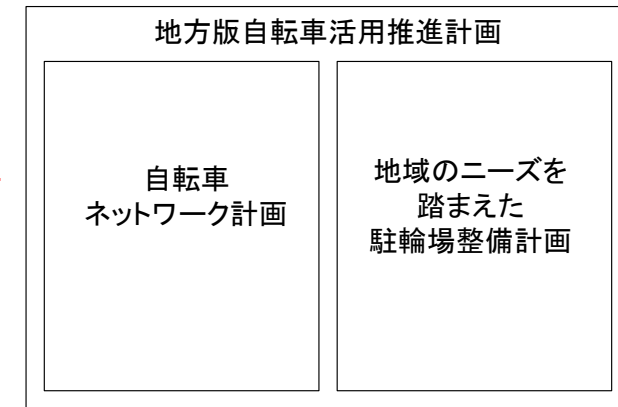 地方版自転車活用推進計画
自転車
ネットワーク計画
地域のニーズを
踏まえた
駐輪場整備計画